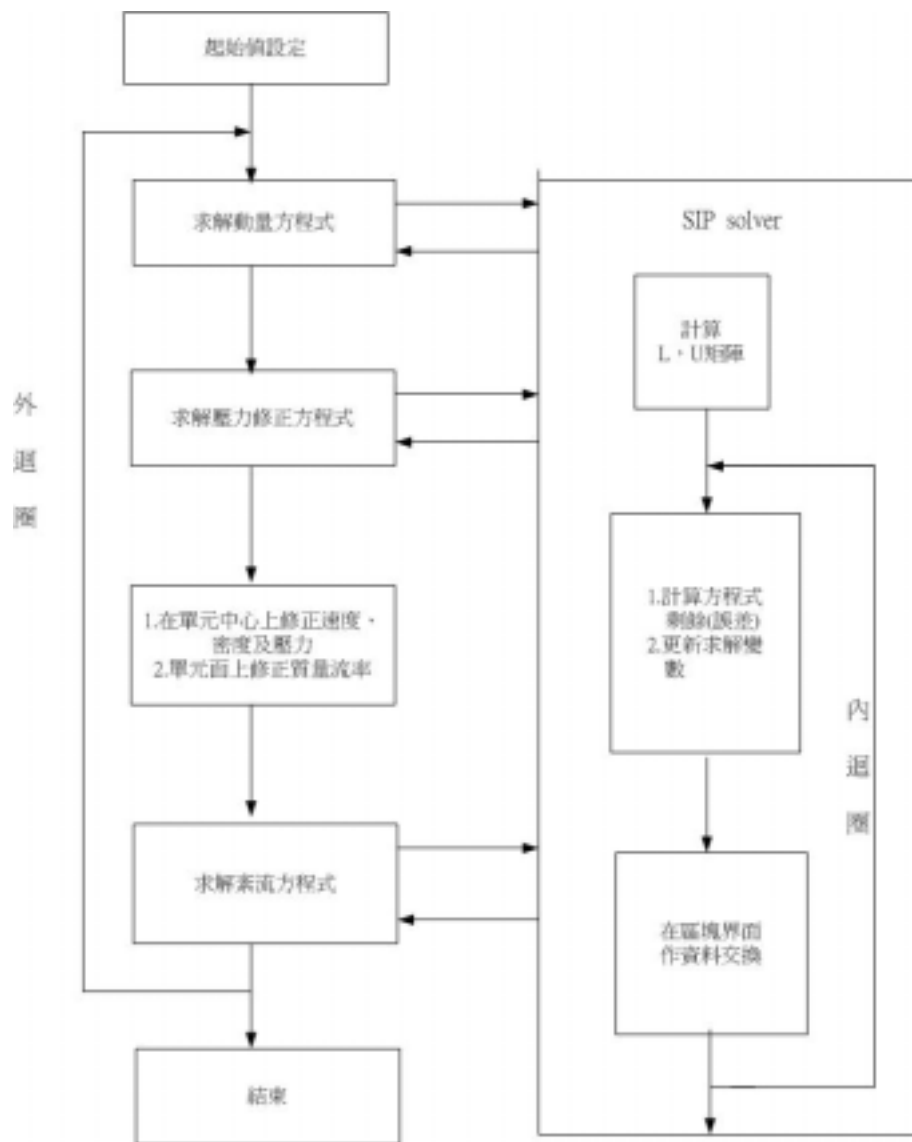 起始值設定
求解動量方程式
求解壓力修正方程式
1.在單元中心上修正速度、
密度及壓力
2.單元面上修正質量流率
求解紊流方程式
結束
外
迴
圈
SIP solver
計算
L、U矩陣
1.計算方程式
剩餘(誤差)
2.更新求解變
數
在區塊界面
作資料交換
內
迴
圈